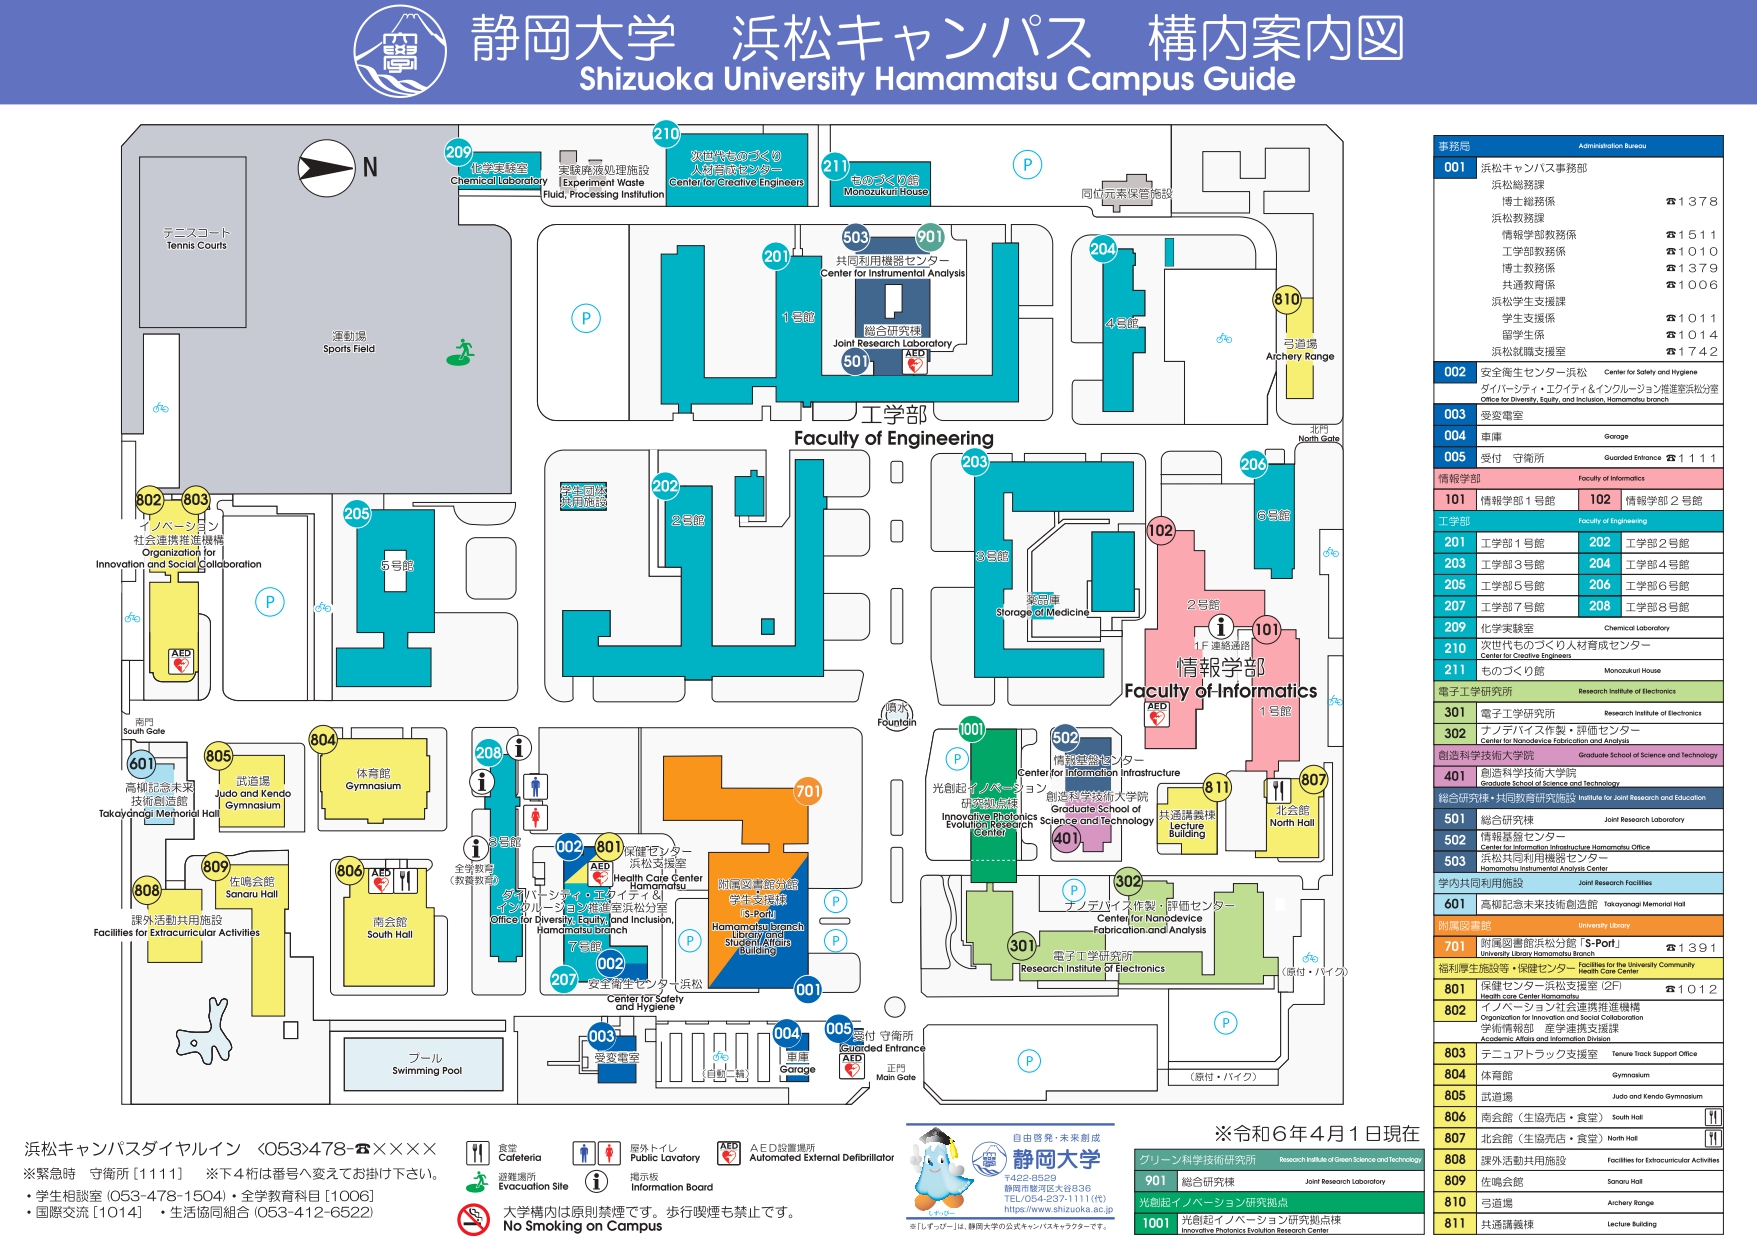 静岡大学 浜松キャンパス 構内案内図
Shizuoka University Hamamatsu Campus Guide
N
テニスコート
Tennis Courts
運動場
Sports Field
209
化学実験室
Chemical Laboratory
実験廃液処理施設
Experiment Waste
Fluid, Processing Institution
210
次世代ものづくり
人材育成センター
Center for Creative Engineers
211
ものづくり館
Monozukuri House
P
同位元素保管施設
P
201
1号館
503
901
共同利用機器センター
Center for Instrumental Analysis
総合研究棟
Joint Research Laboratory
501
AED
204
4号館
810
弓道場
Archery Range
工学部
Faculty of Engineering
北門
North Gate
802
803
イノベーション
社会連携推進機構
Organization for
Innovation and Social Collaboration
AED
P
205
5号館
学生団体
共用施設
202
2号館
203
3号館
薬品庫
Storage of Medicine
102
206
6号館
2号館
101
1F 連絡通路
情報学部
Faculty of Informatics
AED
1号館
噴水
Fountain
南門
South Gate
601
高柳記念未来
技術創造館
Takayanagi Memorial Hall
805
武道場
Judo and Kendo
Gymnasium
804
体育館
Gymnasium
208
8号館
全学教育
(教養教育)
701
002
801
保健センター
浜松支援室
Health Care Center
Hamamatsu
AED
ダイバーシティ・エクイティ&
インクルージョン推進室浜松分室
Office for Diversity, Equity, and Inclusion,
Hamamatsu branch
7号館
002
207
安全衛生センター浜松
Center for Safety
and Hygiene
附属図書館分館
学生支援棟
「S-Port」
Hamamatsu branch
Library and
Student Affairs
Building
001
P
P
P
1001
P
光創起イノベーション
研究拠点棟
Innovative Photonics
Evolution Research
Center
502
情報基盤センター
Center for Information Infrastructure
創造科学技術大学院
Graduate School of
Science and Technology
401
811
共通講義棟
Lecture
Building
807
北会館
North Hall
809
佐鳴会館
Sanaru Hall
808
課外活動共用施設
Facilities for Extracurricular Activities
806
AED
南会館
South Hall
P
302
ナノデバイス作製・評価センター
Center for Nanodevice
Fabrication and Analysis
301
電子工学研究所
Research Institute of Electronics
(原付・バイク)
P
P
(原付・バイク)
プール
Swimming Pool
003
受変電室
(自動二輪)
004
車庫
Garage
005
受付 守衛所
Guarded Entrance
AED
正門
Main Gate
事務局 Administration Bureau
001 浜松キャンパス事務部
浜松総務課
博士総務係 ☎1378
浜松教務課
情報学部教務係 ☎1511
工学部教務係 ☎1010
博士教務係 ☎1379
共通教育係 ☎1006
浜松学生支援課
学生支援係 ☎1011
留学生係 ☎1014
浜松就職支援室 ☎1742
002 安全衛生センター浜松 Center for Safety and Hygiene
ダイバーシティ・エクイティ&インクルージョン推進室浜松分室
Office for Diversity, Equity, and Inclusion, Hamamatsu branch
003 受変電室
004 車庫 Garage
005 受付 守衛所 Guarded Entrance ☎1111
情報学部 Faculty of Informatics
101 情報学部1号館 102 情報学部2号館
工学部 Faculty of Engineering
201 工学部1号館 202 工学部2号館
203 工学部3号館 204 工学部4号館
205 工学部5号館 206 工学部6号館
207 工学部7号館 208 工学部8号館
209 化学実験室 Chemical Laboratory
210 次世代ものづくり人材育成センター
Center for Creative Engineers
211 ものづくり館 Monozukuri House
電子工学研究所 Research Institute of Electronics
301 電子工学研究所 Research Institute of Electronics
302 ナノデバイス作製・評価センター
Center for Nanodevice Fabrication and Analysis
創造科学技術大学院 Graduate School of Science and Technology
401 創造科学技術大学院
Graduate School of Science and Technology
総合研究棟・共同教育研究施設 Institute for Joint Research and Education
501 総合研究棟 Joint Research Laboratory
502 情報基盤センター
Center for Information Infrastructure Hamamatsu Office
503 浜松共同利用機器センター
Hamamatsu Instrumental Analysis Center
学内共同利用施設 Joint Research Facilities
601 高柳記念未来技術創造館 Takayanagi Memorial Hall
附属図書館 University Library
701 附属図書館浜松分館「S-Port」 ☎1391
University Library Hamamatsu Branch
福利厚生施設等・保健センター Facilities for the University Community
Health Care Center
801 保健センター浜松支援室(2F) ☎1012
Health care Center Hamamatsu
802 イノベーション社会連携推進機構
Organization for Innovation and Social Collaboration
学術情報部 産学連携支援課
Academic Affairs and Information Division
803 テニュアトラック支援室 Tenure Track Support Office
804 体育館 Gymnasium
805 武道場 Judo and Kendo Gymnasium
806 南会館(生協売店・食堂) South Hall
807 北会館(生協売店・食堂) North Hall
808 課外活動共用施設 Facilities for Extracurricular Activities
809 佐鳴会館 Sanaru Hall
810 弓道場 Archery Range
811 共通講義棟 Lecture Building
浜松キャンパスダイヤルイン <053>478-☎××××
※緊急時 守衛所[1111] ※下4桁は番号へ変えてお掛け下さい。
・学生相談室(053-478-1504)・全学教育科目[1006]
・国際交流[1014] ・生活協同組合(053-412-6522)
食堂
Cafeteria
屋外トイレ
Public Lavatory
AED
AED設置場所
Automated External Defibrillator
避難場所
Evacuation Site
掲示板
Information Board
大学構内は原則禁煙です。歩行喫煙も禁止です。
No Smoking on Campus
しずっぴー
自由啓発・未来創成
静岡大学
〒422-8529
静岡市駿河区大谷836
TEL/054-237-1111(代)
https://www.shizuoka.ac.jp
※「しずっぴー」は、静岡大学の公式キャンパスキャラクターです。
※令和6年4月1日現在
グリーン科学技術研究所 Research Institute of Green Science and Technology
901 総合研究棟 Joint Research Laboratory
光創起イノベーション研究拠点
1001 光創起イノベーション研究拠点棟
Innovative Photonics Evolution Research Center